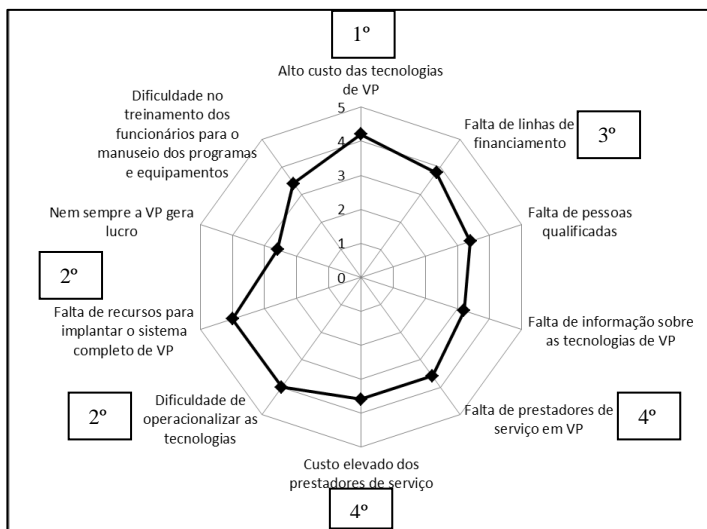 1º
Alto custo das tecnologias
de VP
Dificuldade no
treinamento dos
funcionários para o
manuseio dos programas
e equipamentos
Falta de linhas de
financiamento
3º
5
4
3
2
1
0
Nem sempre a VP gera
lucro
Falta de pessoas
qualificadas
2º
Falta de recursos para
implantar o sistema
completo de VP
Falta de informação sobre
as tecnologias de VP
2º
Dificuldade de
operacionalizar as
tecnologias
Falta de prestadores de
serviço em VP
4º
Custo elevado dos
prestadores de serviço
4º